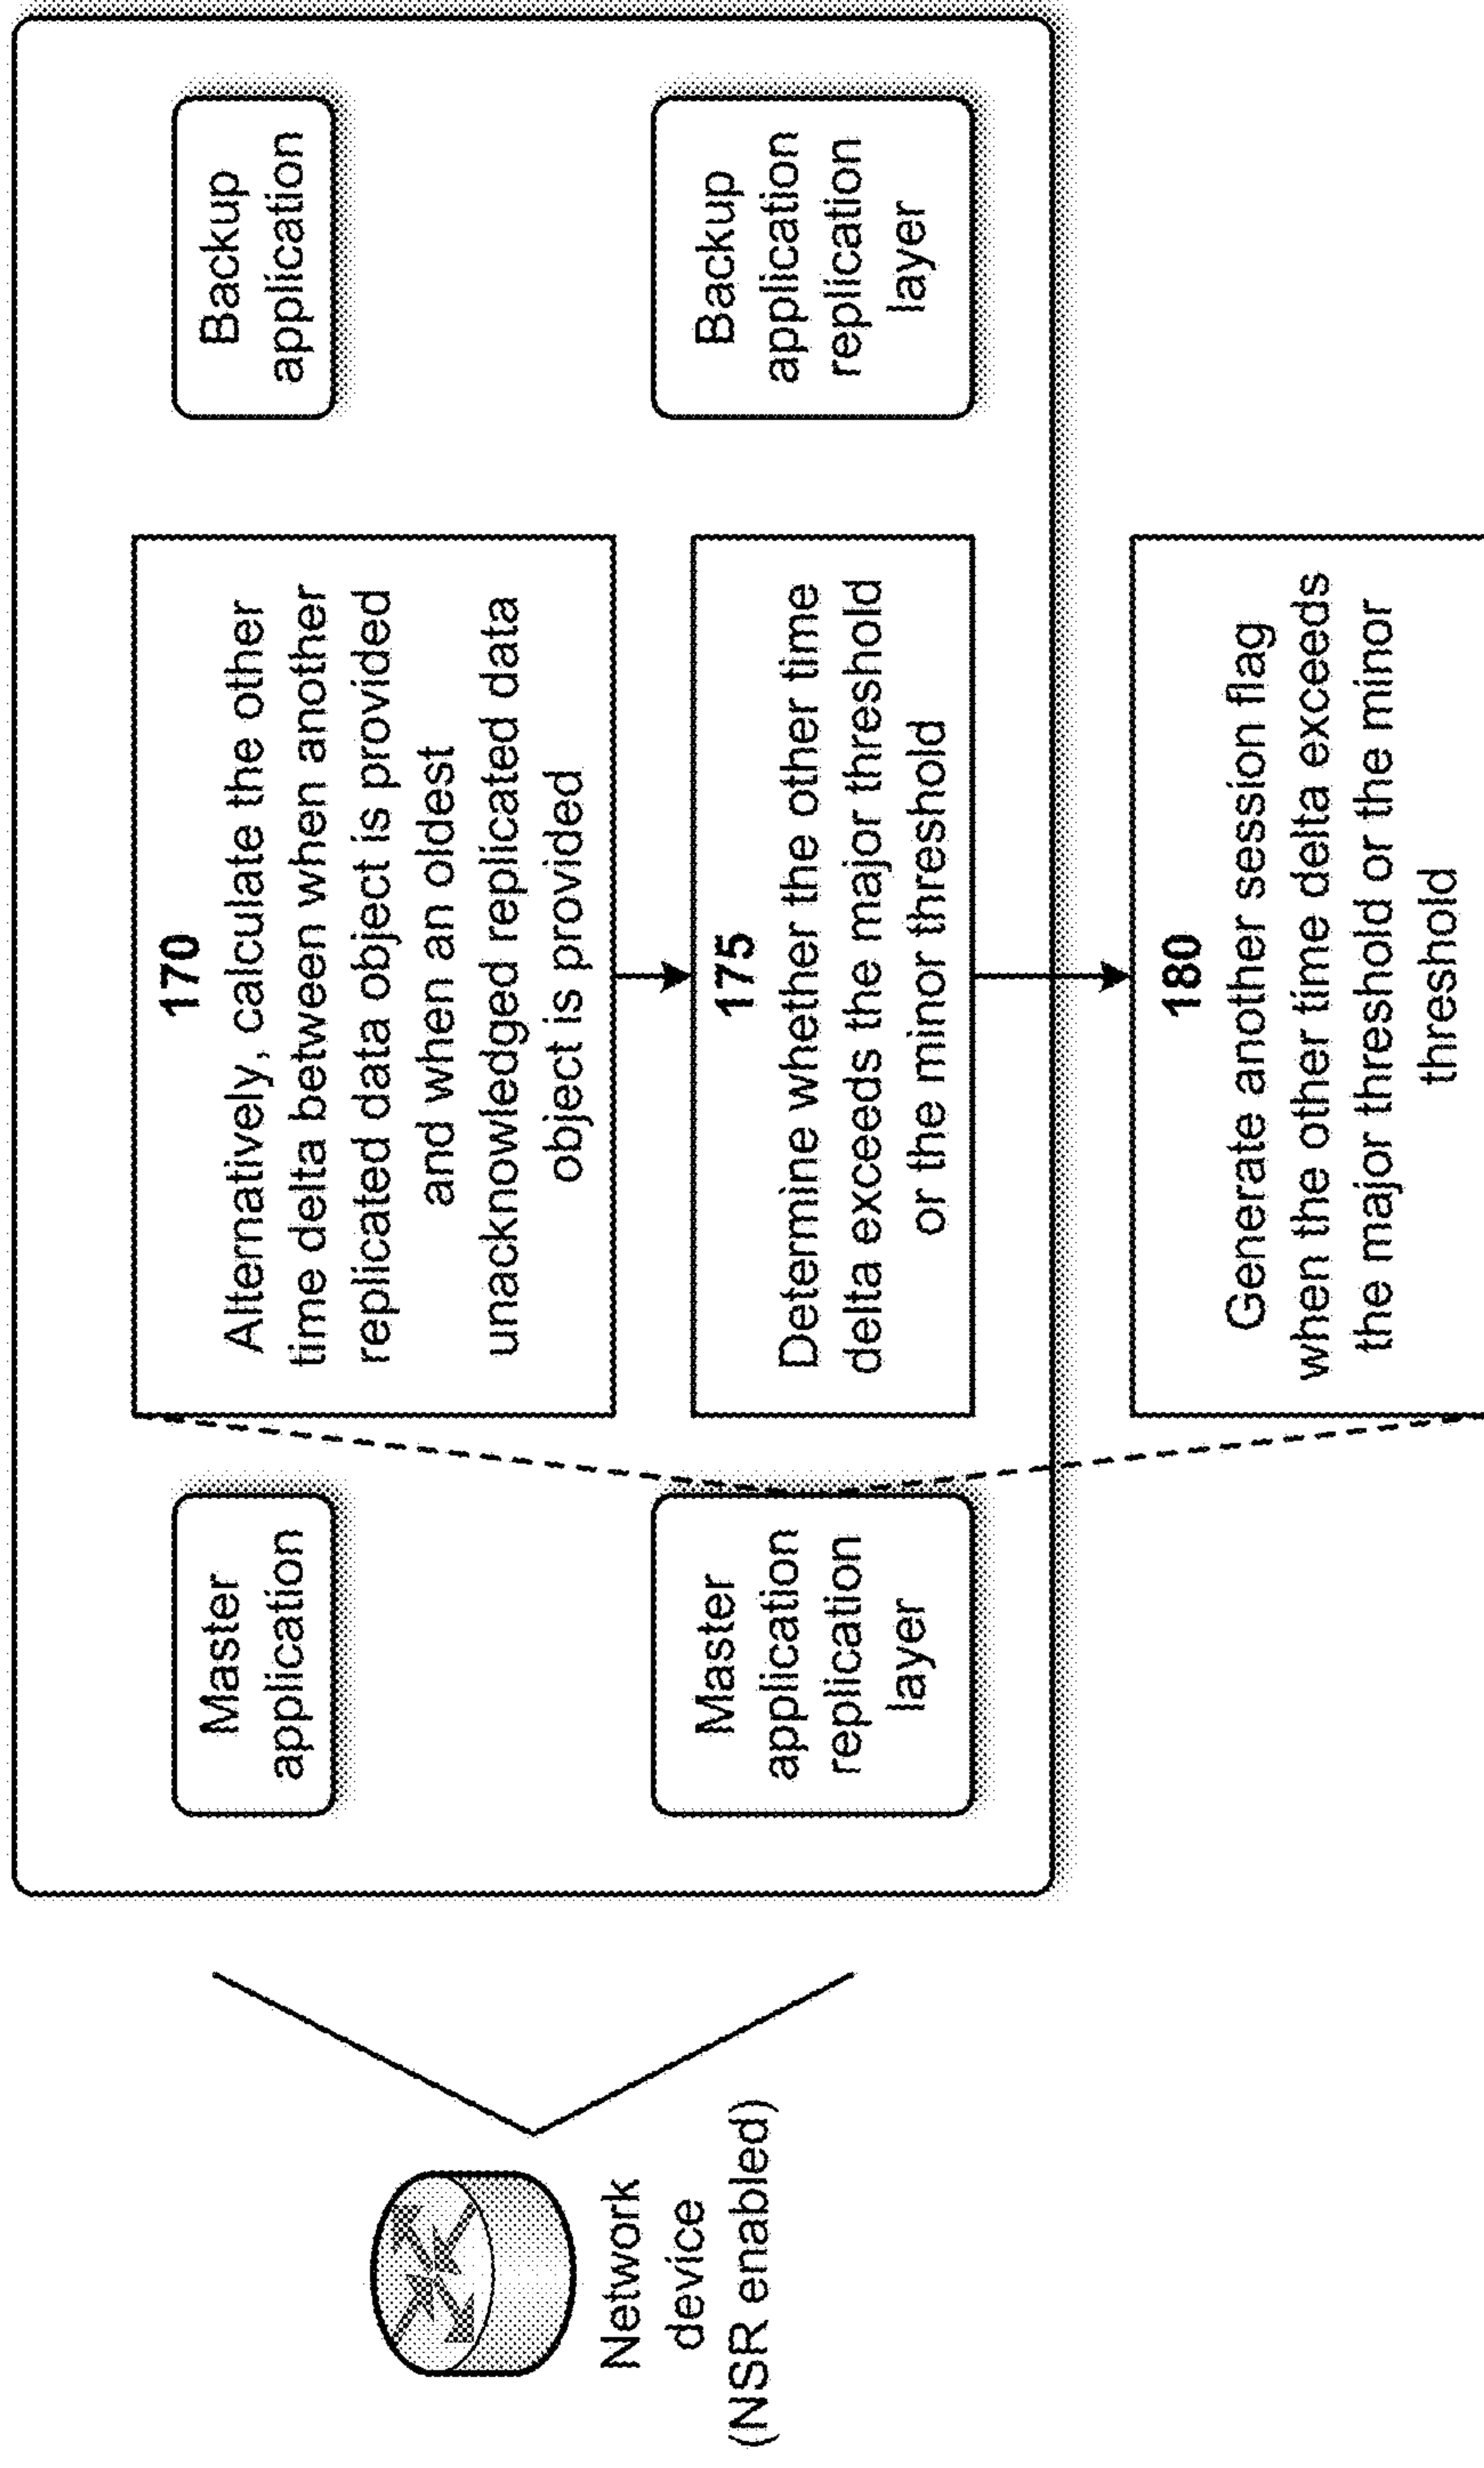 Network
device
(NSR enabled)
Master
application
Master
application
replication
layer
170
Alternatively, calculate the other
time delta between when another
replicated data object is provided
and when an oldest
unacknowledged replicated data
object is provided
175
Determine whether the other time
delta exceeds the major threshold
or the minor threshold
180
Generate another session flag
when the other time delta exceeds
the major threshold or the minor
threshold
Backup
application
Backup
application
replication
layer